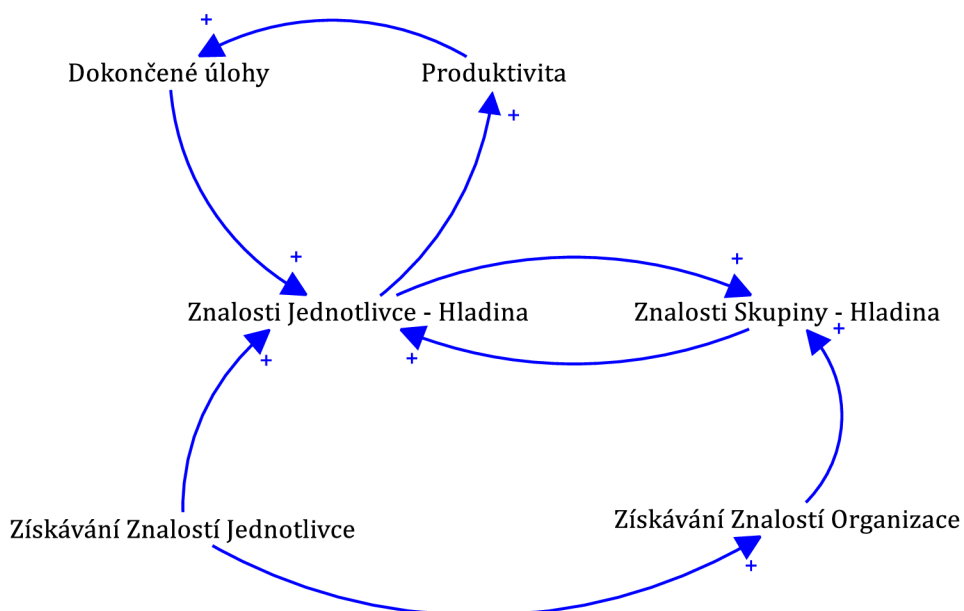 +
Dokončené úlohy
Produktivita
+
+
+
Znalosti Jednotlivce - Hladina
Znalosti Skupiny - Hladina
+
+
+
Získávání Znalostí Jednotlivce
Získávání Znalostí Organizace
+